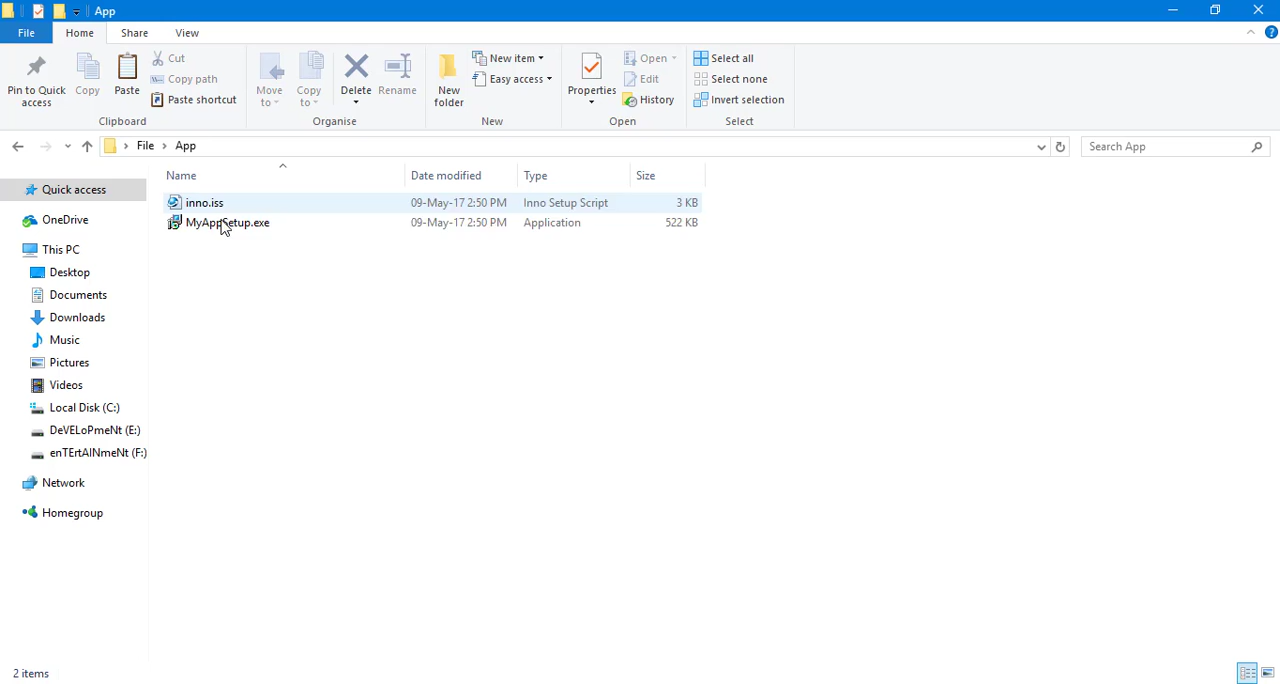 App
File Home Share View
Pin to Quick access
Copy
Paste
Cut
Copy path
Paste shortcut
Clipboard
Move to
Copy to
Delete
Rename
Organise
New folder
New item
Easy access
New
Properties
Open
Edit
History
Open
Select all
Select none
Invert selection
Select
File App
Search App
Name Date modified Type Size
inno.iss 09-May-17 2:50 PM Inno Setup Script 3 KB
MyAppSetup.exe 09-May-17 2:50 PM Application 522 KB
Quick access
OneDrive
This PC
Desktop
Documents
Downloads
Music
Pictures
Videos
Local Disk (C:)
DeVELoPmeNt (E:)
enTErtAINmeNt (F:)
Network
Homegroup
2 items